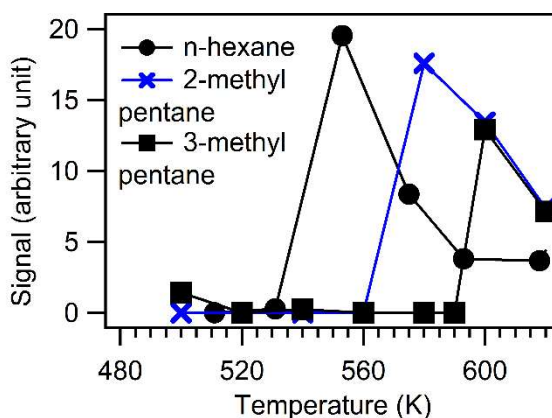 20
15
10
5
0
Signal (arbitrary unit)
n-hexane
2-methyl
pentane
3-methyl
pentane
480 520 560 600
Temperature (K)